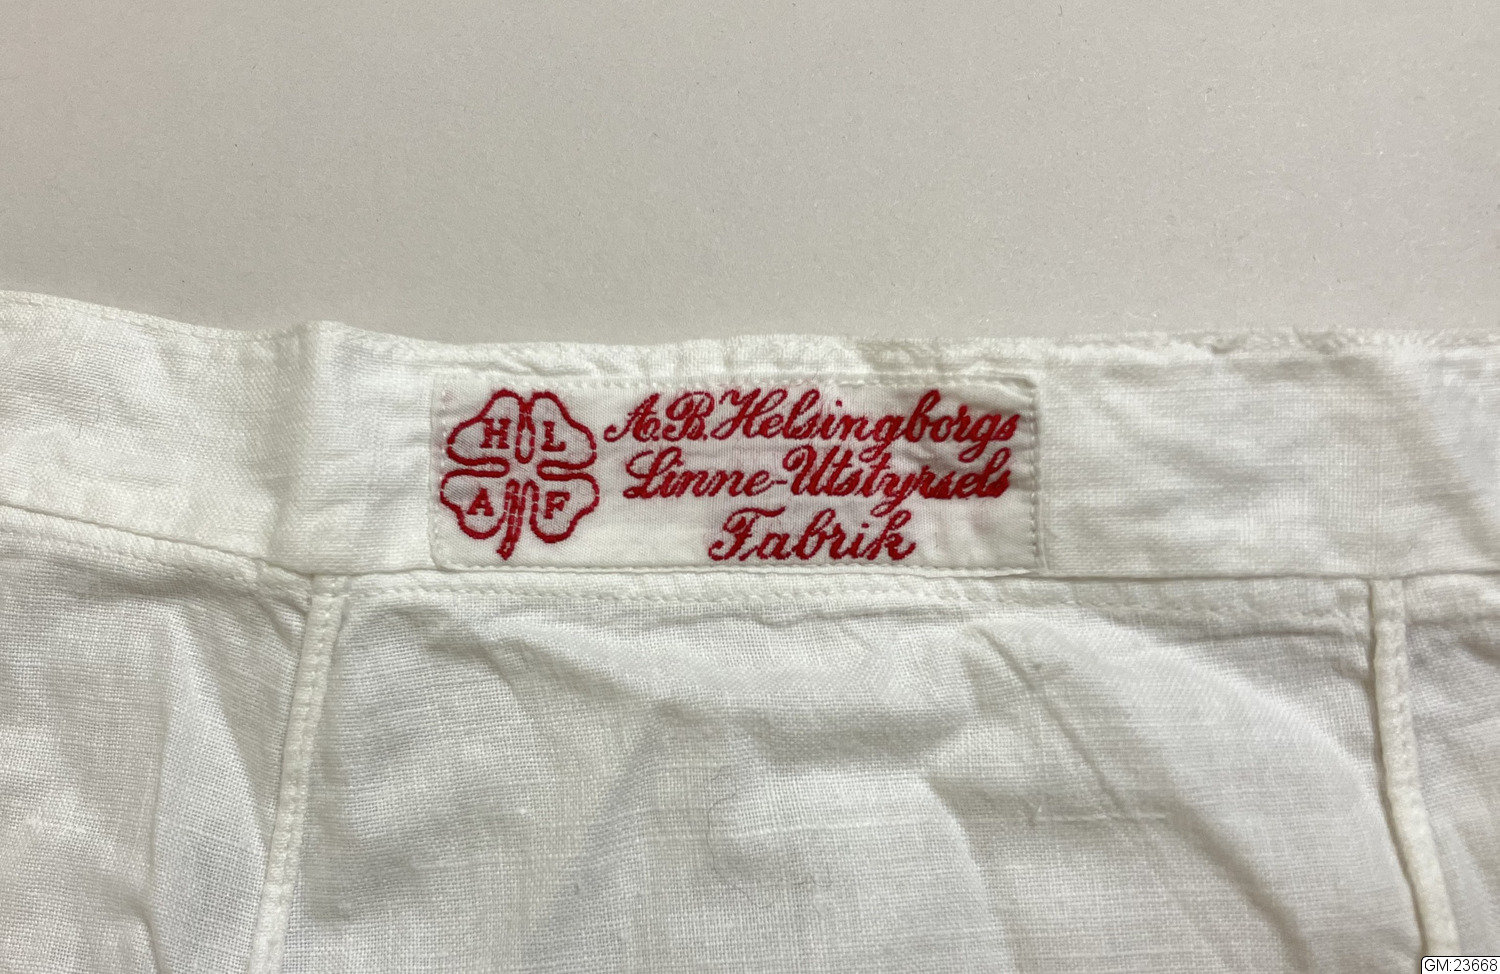 H L
A F
A.B. Helsingborgs
Linne-Utstyrsels
Fabrik
GM:23668